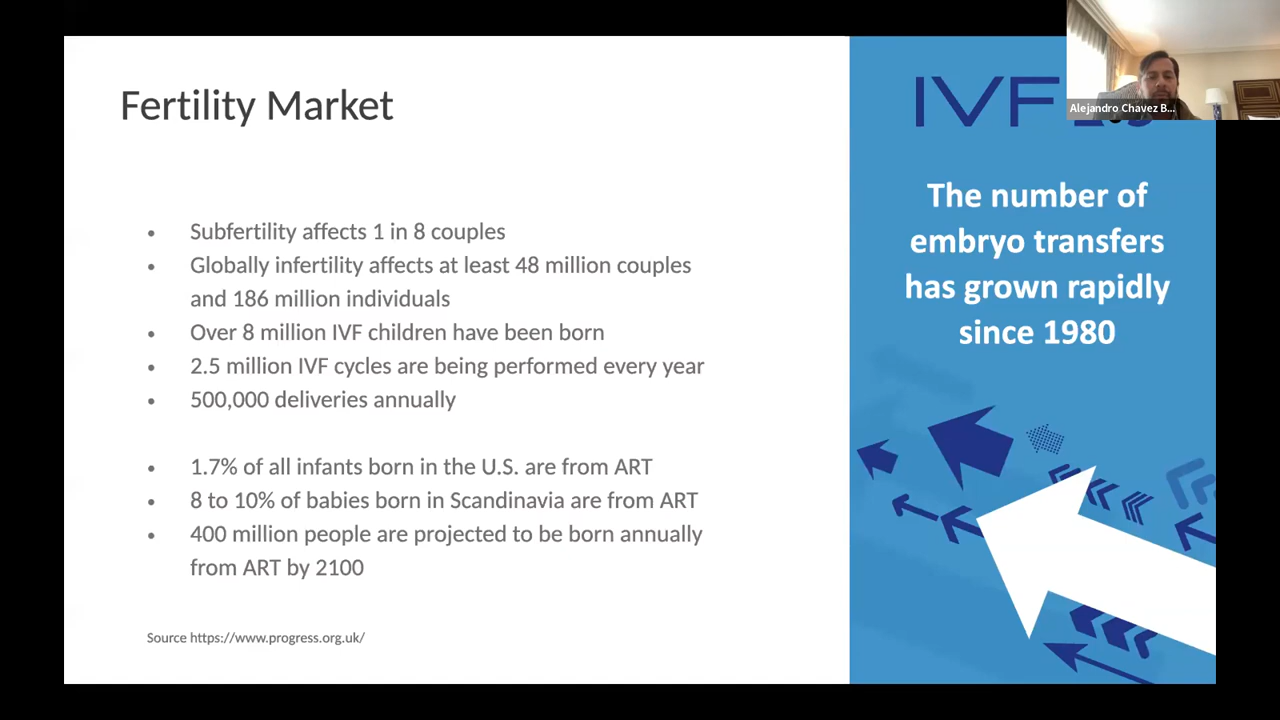 Fertility Market
• Subfertility affects 1 in 8 couples
• Globally infertility affects at least 48 million couples
and 186 million individuals
• Over 8 million IVF children have been born
• 2.5 million IVF cycles are being performed every year
• 500,000 deliveries annually
• 1.7% of all infants born in the U.S. are from ART
• 8 to 10% of babies born in Scandinavia are from ART
• 400 million people are projected to be born annually
from ART by 2100
Source https://www.progress.org.uk/
IVF
Alejandro Chavez B...
The number of
embryo transfers
has grown rapidly
since 1980